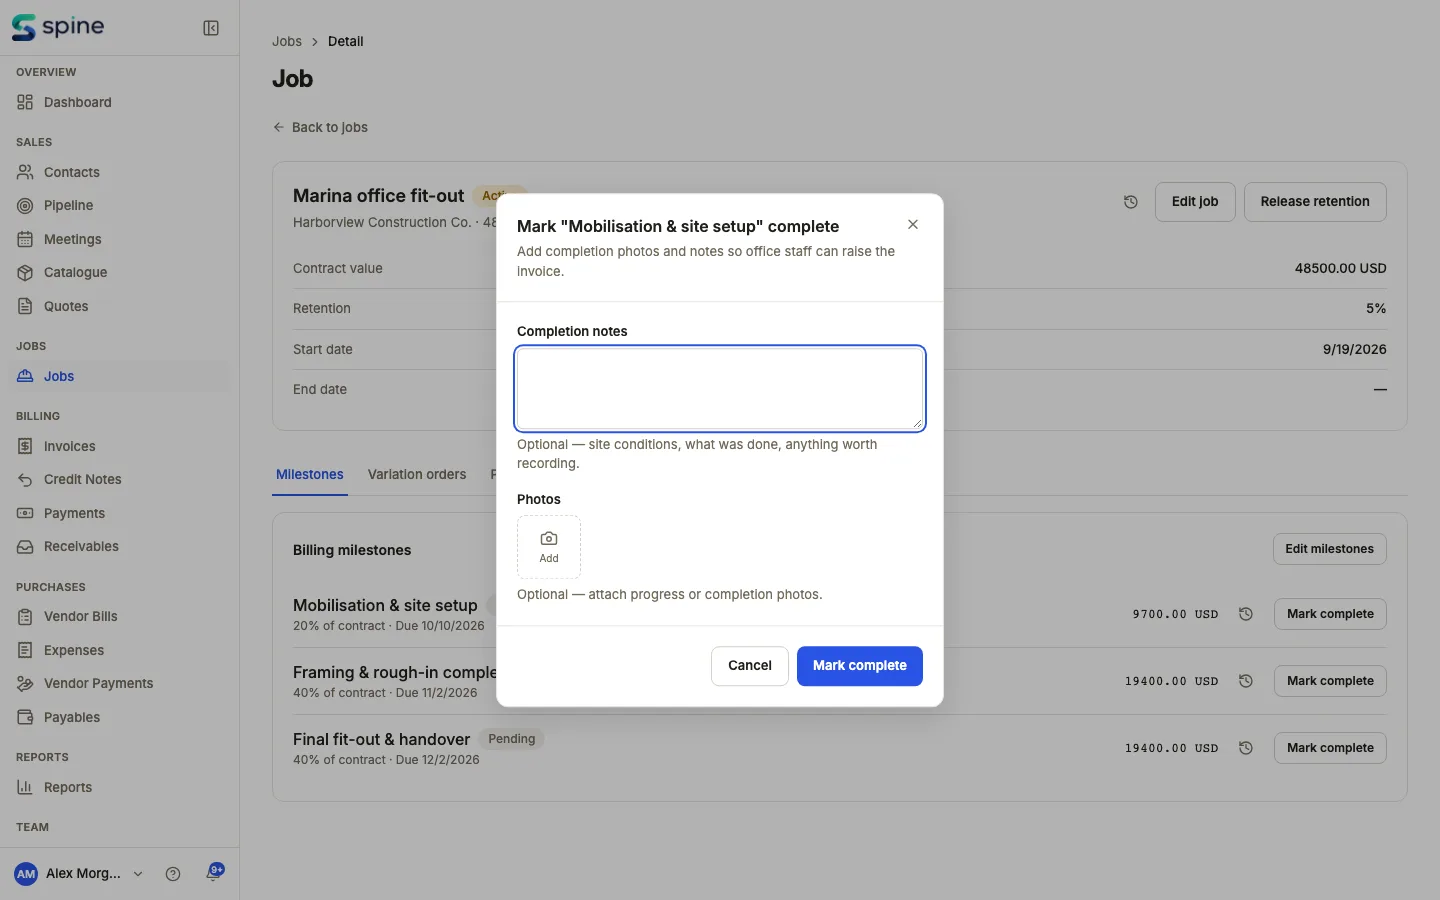 spine
OVERVIEW
Dashboard
SALES
Contacts
Pipeline
Meetings
Catalogue
Quotes
JOBS
Jobs
BILLING
Invoices
Credit Notes
Payments
Receivables
PURCHASES
Vendor Bills
Expenses
Vendor Payments
Payables
REPORTS
Reports
TEAM
AM Alex Morg...
9+
Jobs > Detail
Job
Back to jobs
Marina office fit-out
Harborview Construction Co. · 48
Edit job
Release retention
Contract value
48500.00 USD
Retention
5%
Start date
9/19/2026
End date
—
Milestones
Variation orders
Billing milestones
Edit milestones
Mobilisation & site setup
20% of contract · Due 10/10/2026
9700.00 USD
Mark complete
Framing & rough-in comple
40% of contract · Due 11/2/2026
19400.00 USD
Mark complete
Final fit-out & handover
Pending
40% of contract · Due 12/2/2026
19400.00 USD
Mark complete
Mark "Mobilisation & site setup" complete
Add completion photos and notes so office staff can raise the
invoice.
Completion notes
Optional — site conditions, what was done, anything worth
recording.
Photos
Add
Optional — attach progress or completion photos.
Cancel
Mark complete